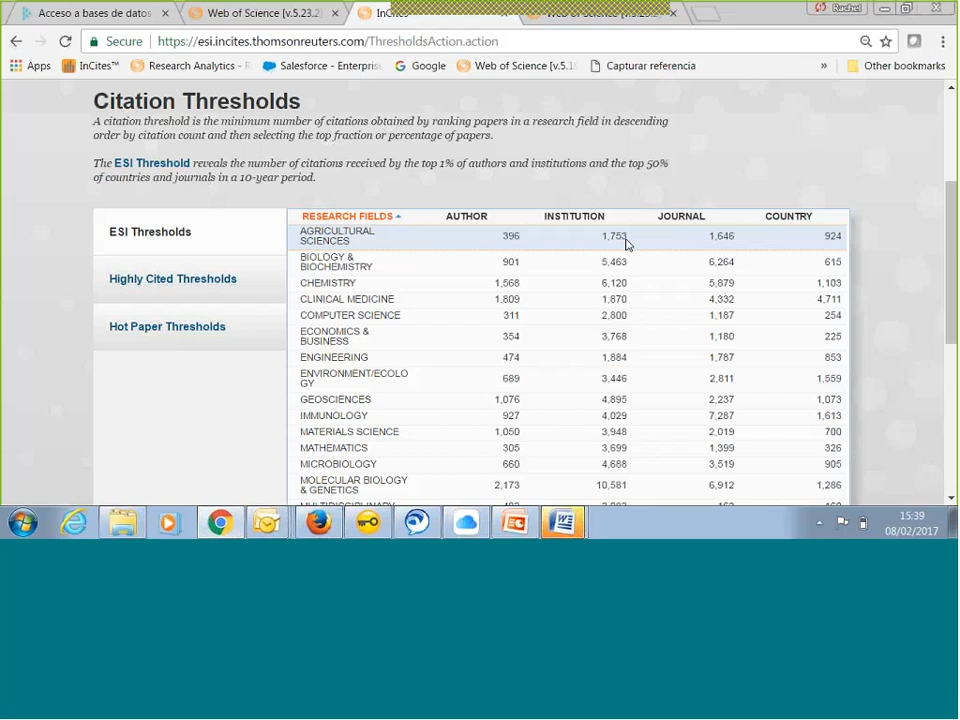 Acceso a bases de datos
Web of Science [v.5.23.2]
InCites
Rachel
Secure
https://esi.incites.thomsonreuters.com/ThresholdsAction.action
Apps InCites™ Research Analytics - Salesforce - Enterpris Google Web of Science [v.5.1 Capturar referencia » Other bookmarks
Citation Thresholds
A citation threshold is the minimum number of citations obtained by ranking papers in a research field in descending
order by citation count and then selecting the top fraction or percentage of papers.
The ESI Threshold reveals the number of citations received by the top 1% of authors and institutions and the top 50%
of countries and journals in a 10-year period.
ESI Thresholds
Highly Cited Thresholds
Hot Paper Thresholds
RESEARCH FIELDS AUTHOR INSTITUTION JOURNAL COUNTRY
AGRICULTURAL
SCIENCES 396 1,753 1,646 924
BIOLOGY &
BIOCHEMISTRY 901 5,463 6,264 615
CHEMISTRY 1,568 6,120 5,879 1,103
CLINICAL MEDICINE 1,809 1,870 4,332 4,711
COMPUTER SCIENCE 311 2,800 1,187 254
ECONOMICS &
BUSINESS 354 3,768 1,180 225
ENGINEERING 474 1,884 1,787 853
ENVIRONMENT/ECOLO
GY 689 3,446 2,811 1,559
GEOSCIENCES 1,076 4,895 2,237 1,073
IMMUNOLOGY 927 4,029 7,287 1,613
MATERIALS SCIENCE 1,050 3,948 2,019 700
MATHEMATICS 305 3,699 1,399 326
MICROBIOLOGY 660 4,688 3,519 905
MOLECULAR BIOLOGY
& GENETICS 2,173 10,581 6,912 1,286
15:39
08/02/2017